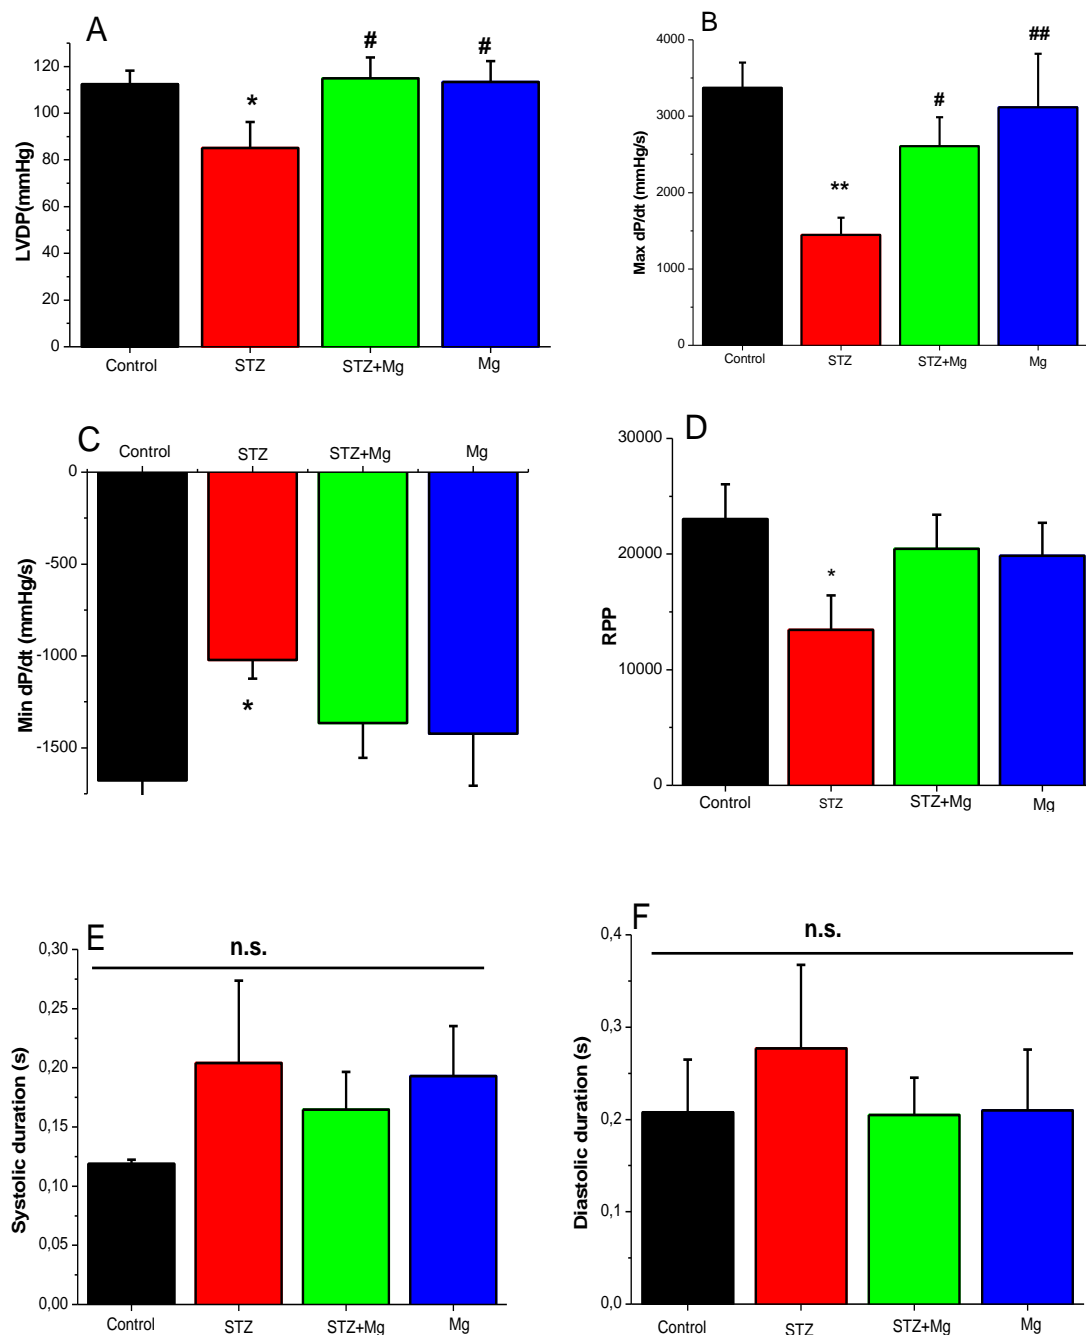 A
LVDP(mmHg)
120
100
80
60
40
20
0
*
#
#
Control
STZ
STZ+Mg
Mg
B
Max dP/dt (mmHg/s)
4000
3000
2000
1000
0
**
#
##
Control
STZ
STZ+Mg
Mg
C
Control
STZ
STZ+Mg
Mg
Min dP/dt (mmHg/s)
0
-500
-1000
-1500
*
D
RPP
30000
20000
10000
0
*
Control
STZ
STZ+Mg
Mg
E
n.s.
Systolic duration (s)
0,30
0,25
0,20
0,15
0,10
0,05
0,00
Control
STZ
STZ+Mg
Mg
F
n.s.
Diastolic duration (s)
0,4
0,3
0,2
0,1
0,0
Control
STZ
STZ+Mg
Mg